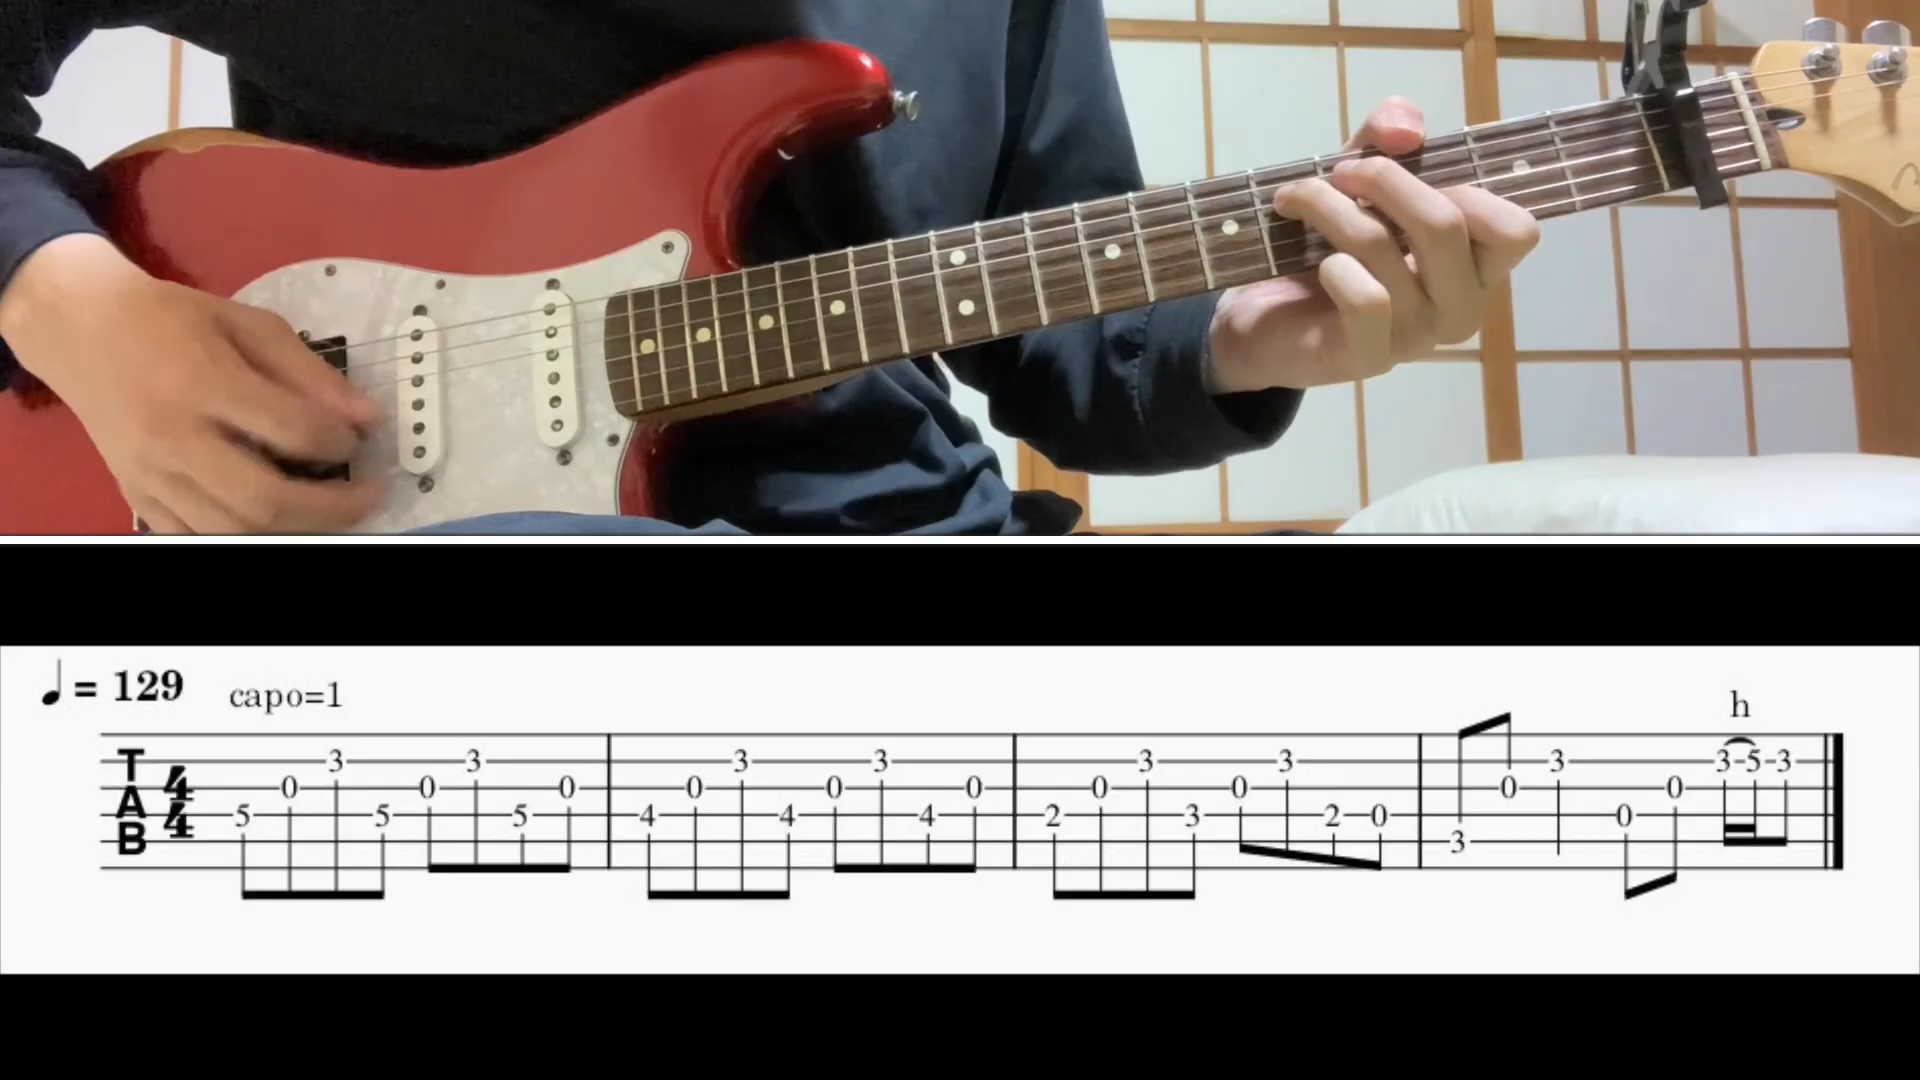 ♩ = 129 capo=1 h
T A B 4 4
3 3 3 3 3 3 3 3-5-3
0 0 0 0 0 0 0 0 0 0
5 5 5 4 4 4 2 3 2 0 0
3